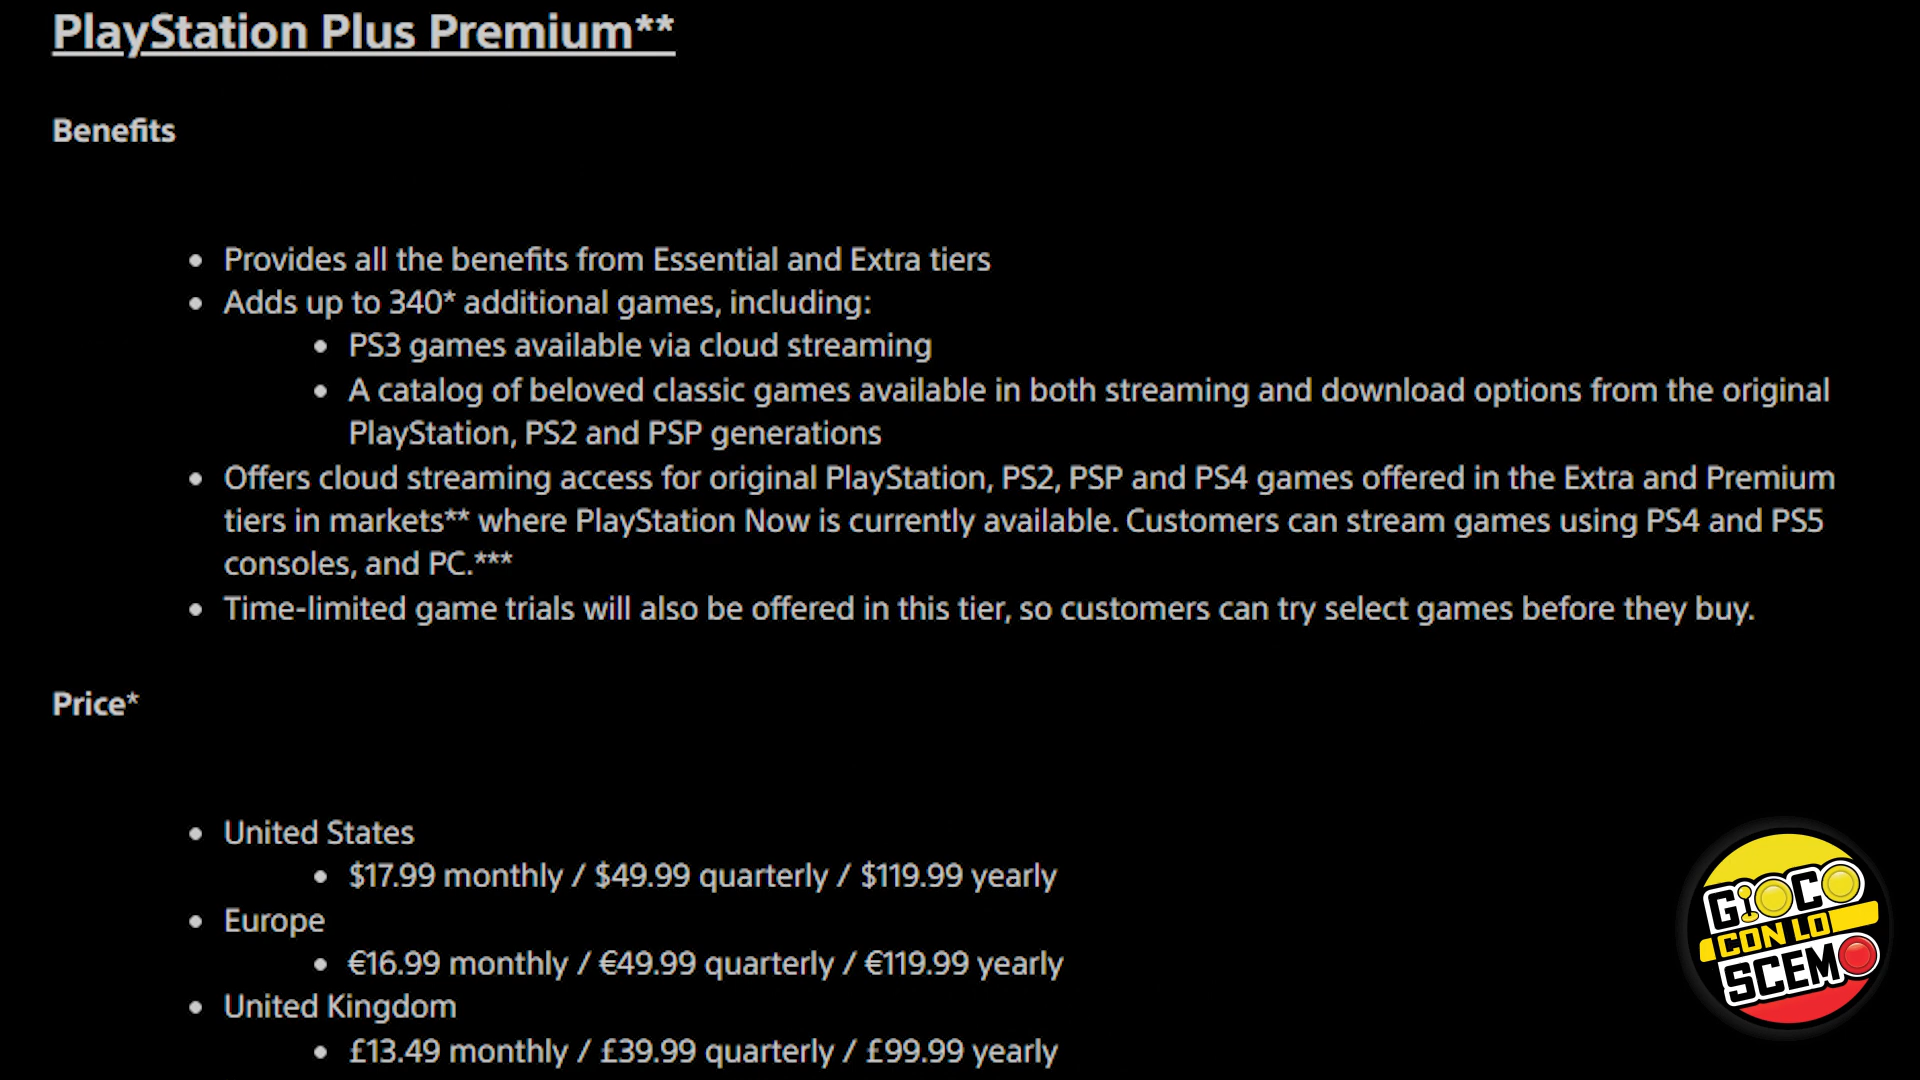 PlayStation Plus Premium**
Benefits
Provides all the benefits from Essential and Extra tiers
Adds up to 340* additional games, including:
PS3 games available via cloud streaming
A catalog of beloved classic games available in both streaming and download options from the original
PlayStation, PS2 and PSP generations
Offers cloud streaming access for original PlayStation, PS2, PSP and PS4 games offered in the Extra and Premium
tiers in markets** where PlayStation Now is currently available. Customers can stream games using PS4 and PS5
consoles, and PC.***
Time-limited game trials will also be offered in this tier, so customers can try select games before they buy.
Price*
United States
$17.99 monthly / $49.99 quarterly / $119.99 yearly
Europe
€16.99 monthly / €49.99 quarterly / €119.99 yearly
United Kingdom
£13.49 monthly / £39.99 quarterly / £99.99 yearly
GiOCO
CON LO
SCEMO